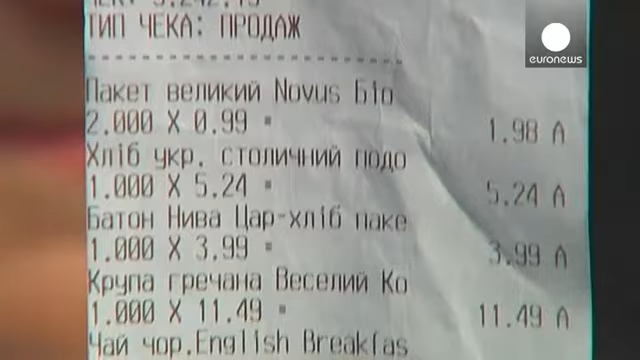 ТИП ЧЕКА: ПРОДАЖ
euronews
Пакет великий Novus Біо
2.000 X 0.99 = 1.98 А
Хліб укр. столичний подо
1.000 X 5.24 = 5.24 А
Батон Нива Цар-хліб паке
1.000 X 3.99 = 3.99 А
Крупа гречана Веселий Ко
1.000 X 11.49 = 11.49 А
Чай чор.English Breakfas